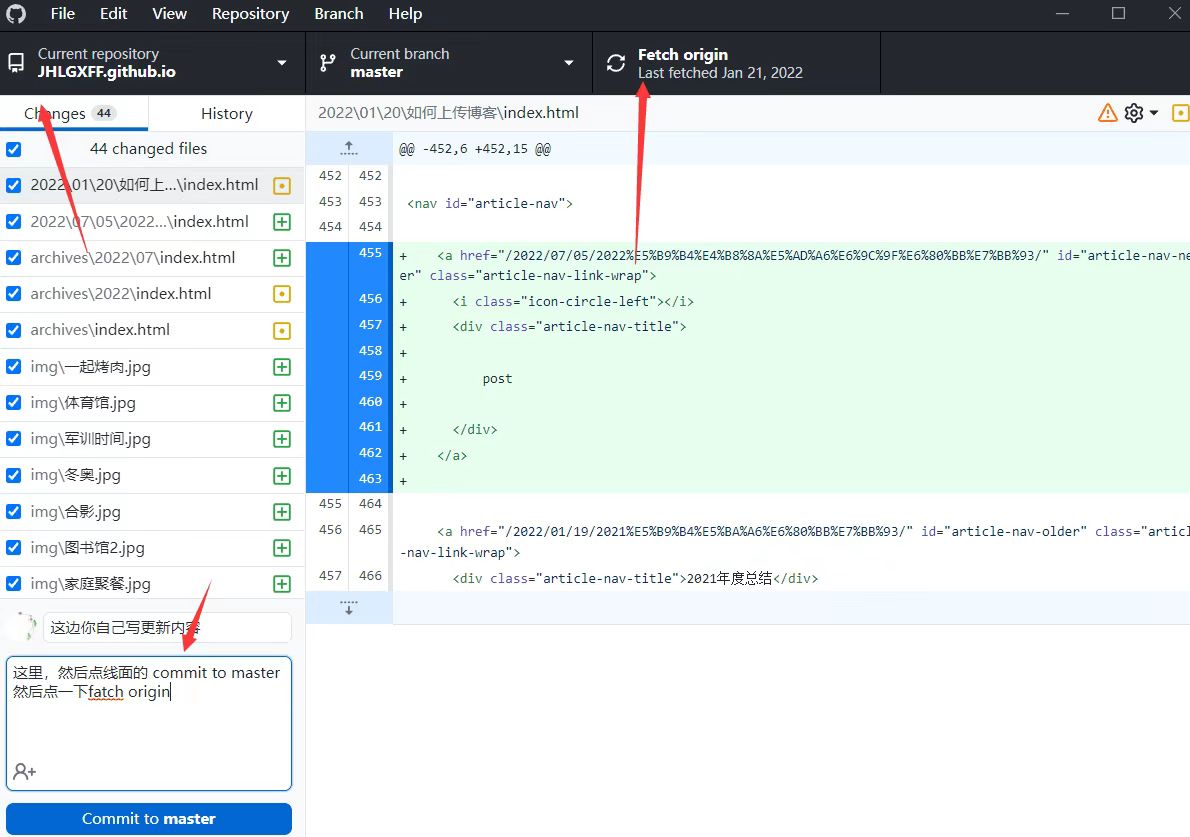 File Edit View Repository Branch Help
Current repository
JHLGXFF.github.io
Current branch
master
Fetch origin
Last fetched Jan 21, 2022
Changes 44 History
44 changed files
2022\01\20\如何上...\index.html
2022\07\05\2022...\index.html
archives\2022\07\index.html
archives\2022\index.html
archives\index.html
img\一起烤肉.jpg
img\体育馆.jpg
img\军训时间.jpg
img\冬奥.jpg
img\合影.jpg
img\图书馆2.jpg
img\家庭聚餐.jpg
这边你自己写更新内容
这里，然后点线面的 commit to master
然后点一下fatch origin
Commit to master
2022\01\20\如何上传博客\index.html
@@ -452,6 +452,15 @@
452 452
453 453 <nav id="article-nav">
454 454
455 + <a href="/2022/07/05/2022%E5%B9%B4%E4%B8%8A%E5%AD%A6%E6%9C%9F%E6%80%BB%E7%BB%93/" id="article-nav-ne
er" class="article-nav-link-wrap">
456 + <i class="icon-circle-left"></i>
457 + <div class="article-nav-title">
458 +
459 + post
460 +
461 + </div>
462 + </a>
463 +
455 464
456 465 <a href="/2022/01/19/2021%E5%B9%B4%E5%BA%A6%E6%80%BB%E7%BB%93/" id="article-nav-older" class="articl
-nav-link-wrap">
457 466 <div class="article-nav-title">2021年度总结</div>